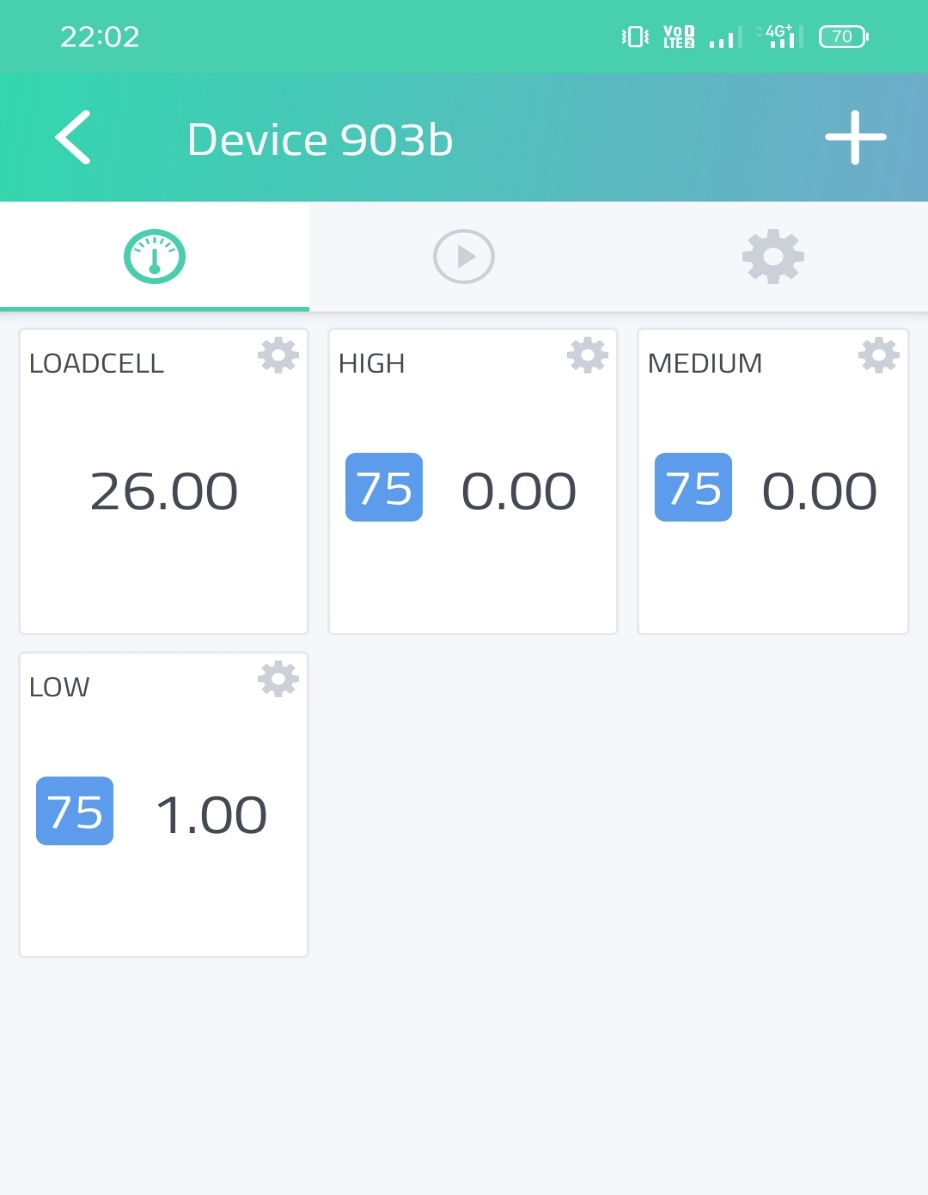 22:02
VoD
LTE2
4G+
70
Device 903b
LOADCELL
HIGH
MEDIUM
26.00
75 0.00
75 0.00
LOW
75 1.00